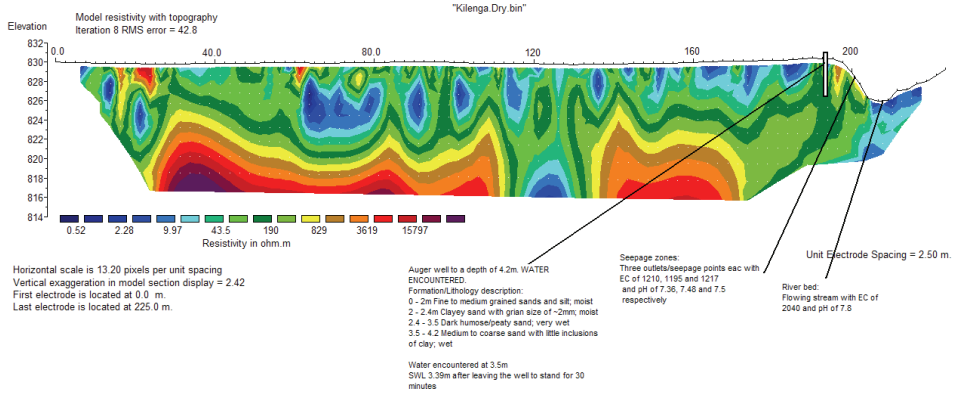 "Kilenga.Dry.bin"
Model resistivity with topography
Iteration 8 RMS error = 42.8
Elevation
0.0 40.0 80.0 120 160 200
832
830
828
826
824
822
820
818
816
814
0.52 2.28 9.97 43.5 190 829 3619 15797
Resistivity in ohm.m
Horizontal scale is 13.20 pixels per unit spacing
Vertical exaggeration in model section display = 2.42
First electrode is located at 0.0 m.
Last electrode is located at 225.0 m.
Auger well to a depth of 4.2m. WATER
ENCOUNTERED.
Formation/Lithology description:
0 - 2m Fine to medium grained sands and silt; moist
2 - 2.4m Clayey sand with grian size of ~2mm; moist
2.4 - 3.5 Dark humose/peaty sand; very wet
3.5 - 4.2 Medium to coarse sand with little inclusions
of clay; wet
Water encountered at 3.5m
SWL 3.39m after leaving the well to stand for 30
minutes
Seepage zones:
Three outlets/seepage points eac with
EC of 1210, 1195 and 1217
and pH of 7.36, 7.48 and 7.5
respectively
Unit Electrode Spacing = 2.50 m.
River bed:
Flowing stream with EC of
2040 and pH of 7.8